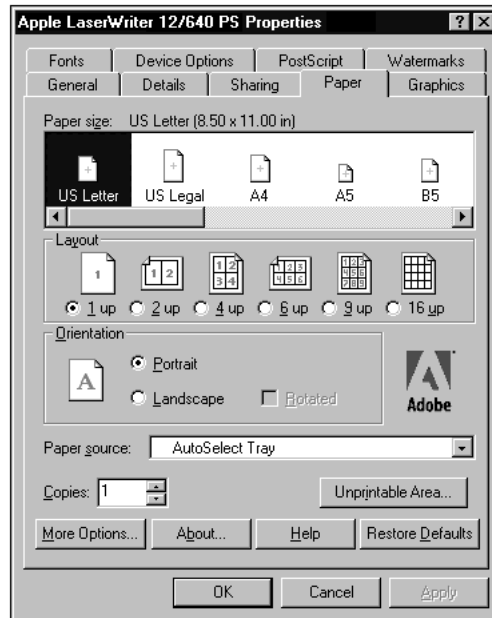 Apple LaserWriter 12/640 PS Properties ? ×
Fonts Device Options PostScript Watermarks
General Details Sharing Paper Graphics
Paper size: US Letter (8.50 x 11.00 in)
US Letter US Legal A4 A5 B5
Layout
1 1 2 1 2 1 2 3 1 2 3
3 4 4 5 6 4 5 6
7 8 9
1 up 2 up 4 up 6 up 9 up 16 up
Orientation
A Portrait
Landscape Rotated
Adobe
Paper source: AutoSelect Tray
Copies: 1 Unprintable Area...
More Options... About... Help Restore Defaults
OK Cancel Apply